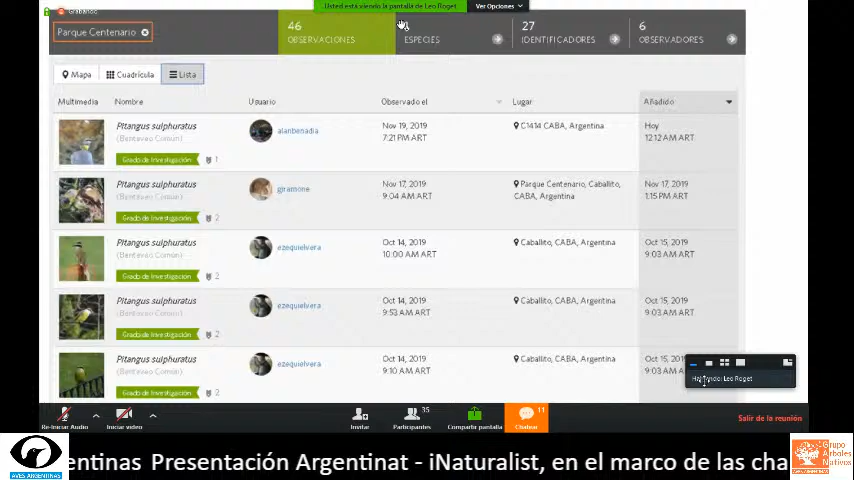 Grabando
Usted está viendo la pantalla de Leo Roget
Ver Opciones
Parque Centenario
46
OBSERVACIONES
1
ESPECIES
27
IDENTIFICADORES
6
OBSERVADORES
Mapa
Cuadrícula
Lista
Multimedia
Nombre
Usuario
Observado el
Lugar
Añadido
Pitangus sulphuratus
(Benteveo Común)
Grado de Investigación
1
alanbenadia
Nov 19, 2019
7:21 PM ART
C1414 CABA, Argentina
Hoy
12:12 AM ART
Pitangus sulphuratus
(Benteveo Común)
Grado de Investigación
2
giramone
Nov 17, 2019
9:04 AM ART
Parque Centenario, Caballito,
CABA, Argentina
Nov 17, 2019
1:15 PM ART
Pitangus sulphuratus
(Benteveo Común)
Grado de Investigación
2
ezequielvera
Oct 14, 2019
10:00 AM ART
Caballito, CABA, Argentina
Oct 15, 2019
9:03 AM ART
Pitangus sulphuratus
(Benteveo Común)
Grado de Investigación
2
ezequielvera
Oct 14, 2019
9:53 AM ART
Caballito, CABA, Argentina
Oct 15, 2019
9:03 AM ART
Pitangus sulphuratus
(Benteveo Común)
Grado de Investigación
2
ezequielvera
Oct 14, 2019
9:10 AM ART
Caballito, CABA, Argentina
Oct 15, 2019
9:03 AM
Hablando: Leo Roget
Re-Iniciar Audio
Iniciar video
Invitar
35
Participantes
Compartir pantalla
11
Chatear
Salir de la reunión
AVES ARGENTINAS
entinas Presentación Argentinat - iNaturalist, en el marco de las cha
Grupo
Árboles
Nativos